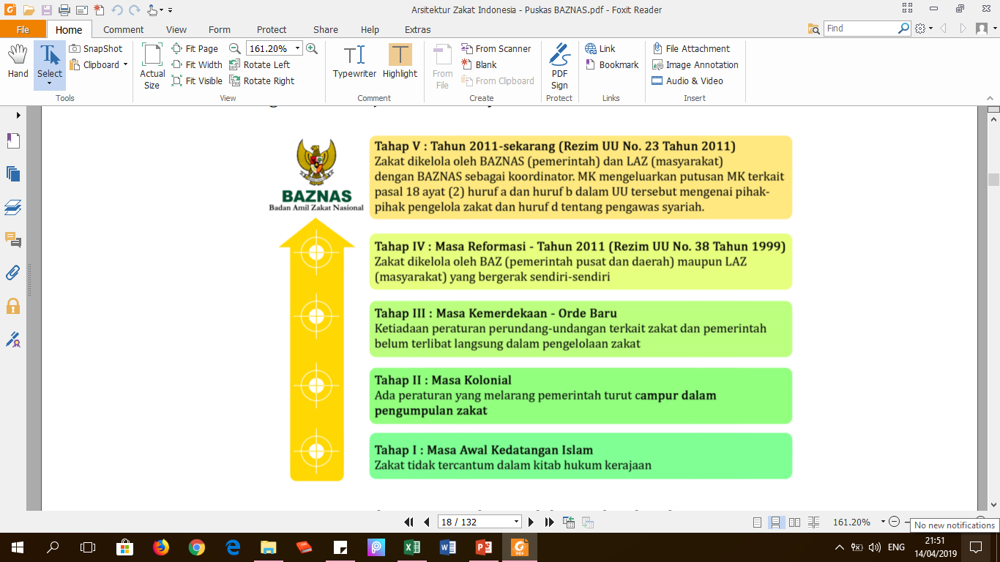 Arsitektur Zakat Indonesia - Puskas BAZNAS.pdf - Foxit Reader
File Home Comment View Form Protect Share Help Extras
Find
Hand
Select
SnapShot
Clipboard
Tools
Actual Size
Fit Page
Fit Width
Fit Visible
161.20%
Rotate Left
Rotate Right
View
Typewriter
Highlight
Comment
From File
From Scanner
Blank
From Clipboard
Create
PDF Sign
Protect
Link
Bookmark
Links
File Attachment
Image Annotation
Audio & Video
Insert
BAZNAS
Badan Amil Zakat Nasional
Tahap V : Tahun 2011-sekarang (Rezim UU No. 23 Tahun 2011)
Zakat dikelola oleh BAZNAS (pemerintah) dan LAZ (masyarakat)
dengan BAZNAS sebagai koordinator. MK mengeluarkan putusan MK terkait
pasal 18 ayat (2) huruf a dan huruf b dalam UU tersebut mengenai pihak-
pihak pengelola zakat dan huruf d tentang pengawas syariah.
Tahap IV : Masa Reformasi - Tahun 2011 (Rezim UU No. 38 Tahun 1999)
Zakat dikelola oleh BAZ (pemerintah pusat dan daerah) maupun LAZ
(masyarakat) yang bergerak sendiri-sendiri
Tahap III : Masa Kemerdekaan - Orde Baru
Ketiadaan peraturan perundang-undangan terkait zakat dan pemerintah
belum terlibat langsung dalam pengelolaan zakat
Tahap II : Masa Kolonial
Ada peraturan yang melarang pemerintah turut campur dalam
pengumpulan zakat
Tahap I : Masa Awal Kedatangan Islam
Zakat tidak tercantum dalam kitab hukum kerajaan
18 / 132
161.20%
No new notifications
ENG
21:51
14/04/2019